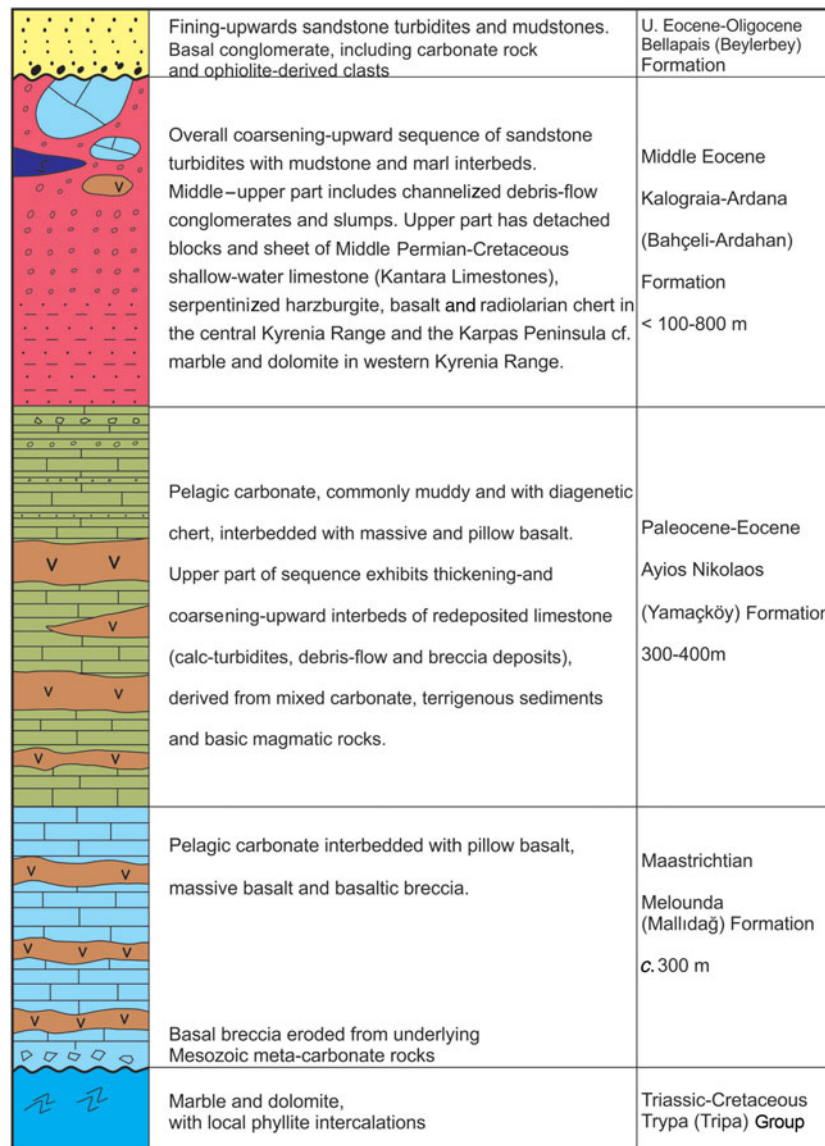 Fining-upwards sandstone turbidites and mudstones.
Basal conglomerate, including carbonate rock
and ophiolite-derived clasts
U. Eocene-Oligocene
Bellapais (Beylerbey)
Formation
Overall coarsening-upward sequence of sandstone
turbidites with mudstone and marl interbeds.
Middle–upper part includes channelized debris-flow
conglomerates and slumps. Upper part has detached
blocks and sheet of Middle Permian-Cretaceous
shallow-water limestone (Kantara Limestones),
serpentinized harzburgite, basalt and radiolarian chert in
the central Kyrenia Range and the Karpas Peninsula cf.
marble and dolomite in western Kyrenia Range.
Middle Eocene
Kalograia-Ardana
(Bahçeli-Ardahan)
Formation
< 100-800 m
V
Pelagic carbonate, commonly muddy and with diagenetic
chert, interbedded with massive and pillow basalt.
Upper part of sequence exhibits thickening-and
coarsening-upward interbeds of redeposited limestone
(calc-turbidites, debris-flow and breccia deposits),
derived from mixed carbonate, terrigenous sediments
and basic magmatic rocks.
Paleocene-Eocene
Ayios Nikolaos
(Yamaçköy) Formation
300-400m
V V
V
V V
V V
Pelagic carbonate interbedded with pillow basalt,
massive basalt and basaltic breccia.
Basal breccia eroded from underlying
Mesozoic meta-carbonate rocks
Maastrichtian
Melounda
(Mallıdağ) Formation
c. 300 m
V V
V V V
V V V
Marble and dolomite,
with local phyllite intercalations
Triassic-Cretaceous
Trypa (Tripa) Group